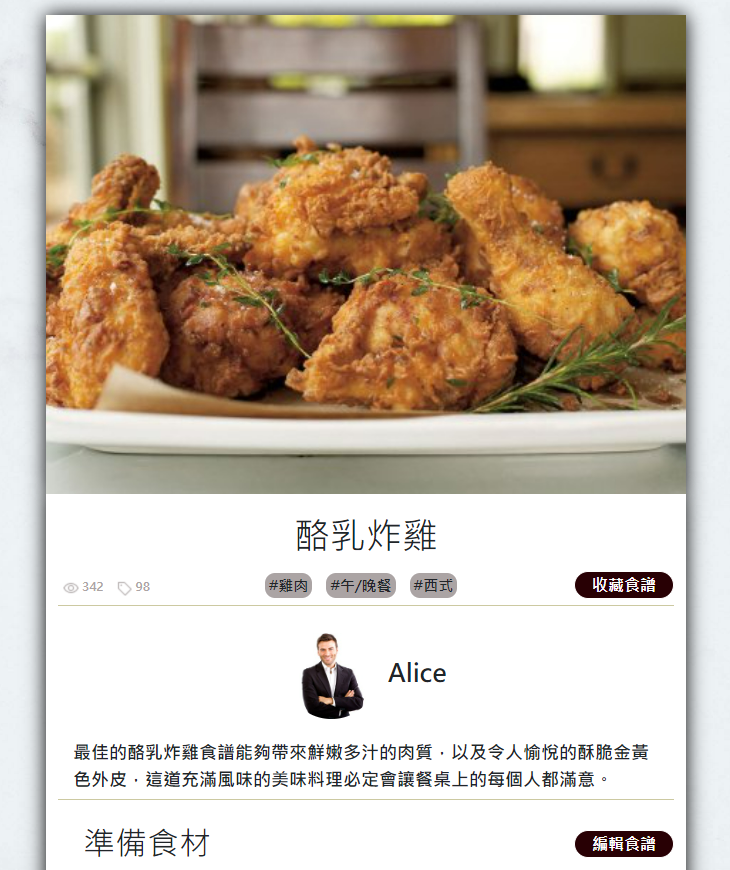 酪乳炸雞
342 98 #雞肉 #午/晚餐 #西式 收藏食譜
Alice
最佳的酪乳炸雞食譜能夠帶來鮮嫩多汁的肉質，以及令人愉悅的酥脆金黃
色外皮，這道充滿風味的美味料理必定會讓餐桌上的每個人都滿意。
準備食材 編輯食譜